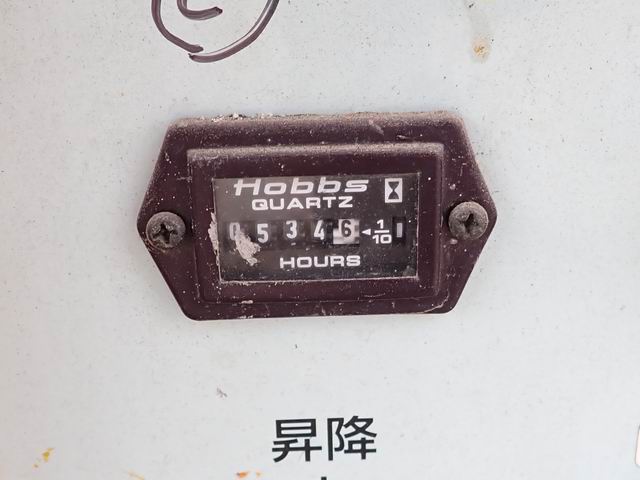 Hobbs
QUARTZ
05346 ◄1/10
HOURS
昇降